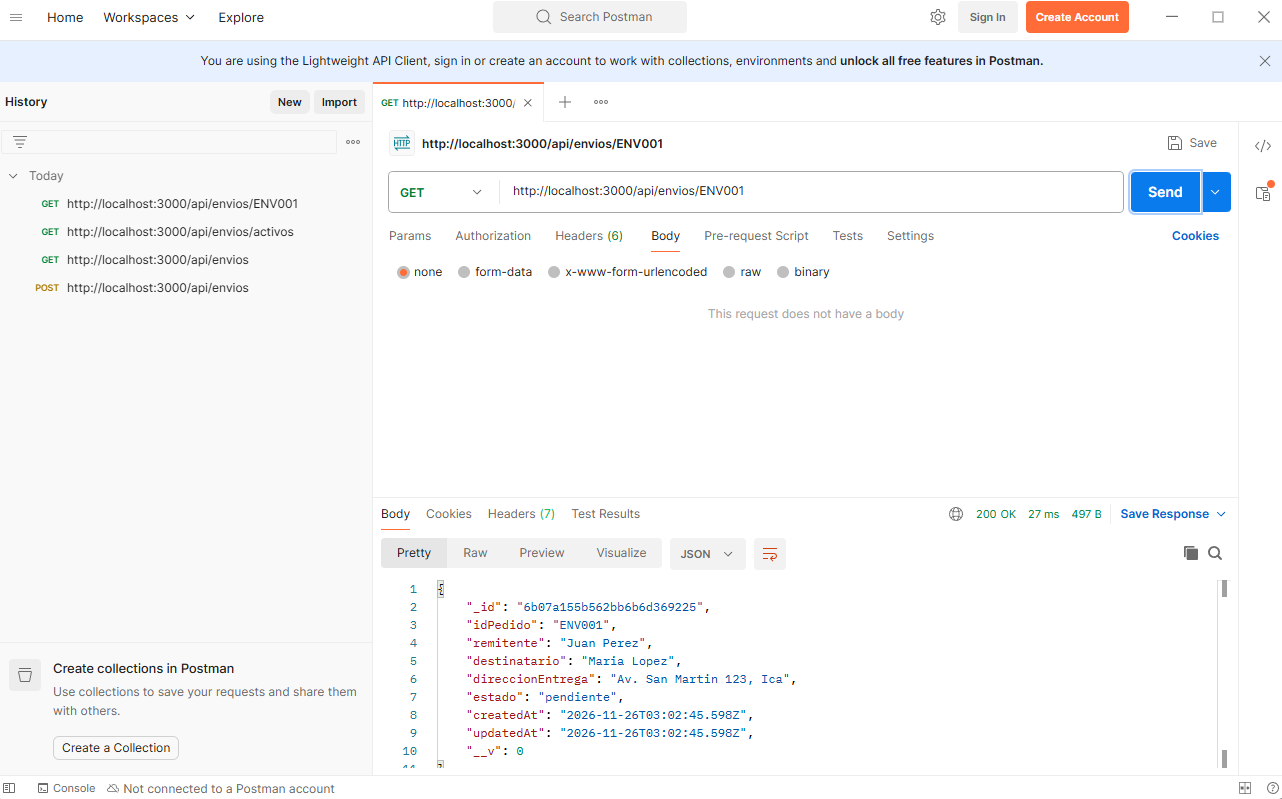 Home Workspaces Explore Search Postman Sign In Create Account
You are using the Lightweight API Client, sign in or create an account to work with collections, environments and unlock all free features in Postman.
History New Import
Today
GET http://localhost:3000/api/envios/ENV001
GET http://localhost:3000/api/envios/activos
GET http://localhost:3000/api/envios
POST http://localhost:3000/api/envios
Create collections in Postman
Use collections to save your requests and share them
with others.
Create a Collection
GET http://localhost:3000/
HTTP http://localhost:3000/api/envios/ENV001 Save
GET http://localhost:3000/api/envios/ENV001 Send
Params Authorization Headers (6) Body Pre-request Script Tests Settings Cookies
none form-data x-www-form-urlencoded raw binary
This request does not have a body
Body Cookies Headers (7) Test Results 200 OK 27 ms 497 B Save Response
Pretty Raw Preview Visualize JSON
1 {
2 "_id": "6b07a155b562bb6b6d369225",
3 "idPedido": "ENV001",
4 "remitente": "Juan Perez",
5 "destinatario": "Maria Lopez",
6 "direccionEntrega": "Av. San Martin 123, Ica",
7 "estado": "pendiente",
8 "createdAt": "2026-11-26T03:02:45.598Z",
9 "updatedAt": "2026-11-26T03:02:45.598Z",
10 "__v": 0
11 }
Console Not connected to a Postman account